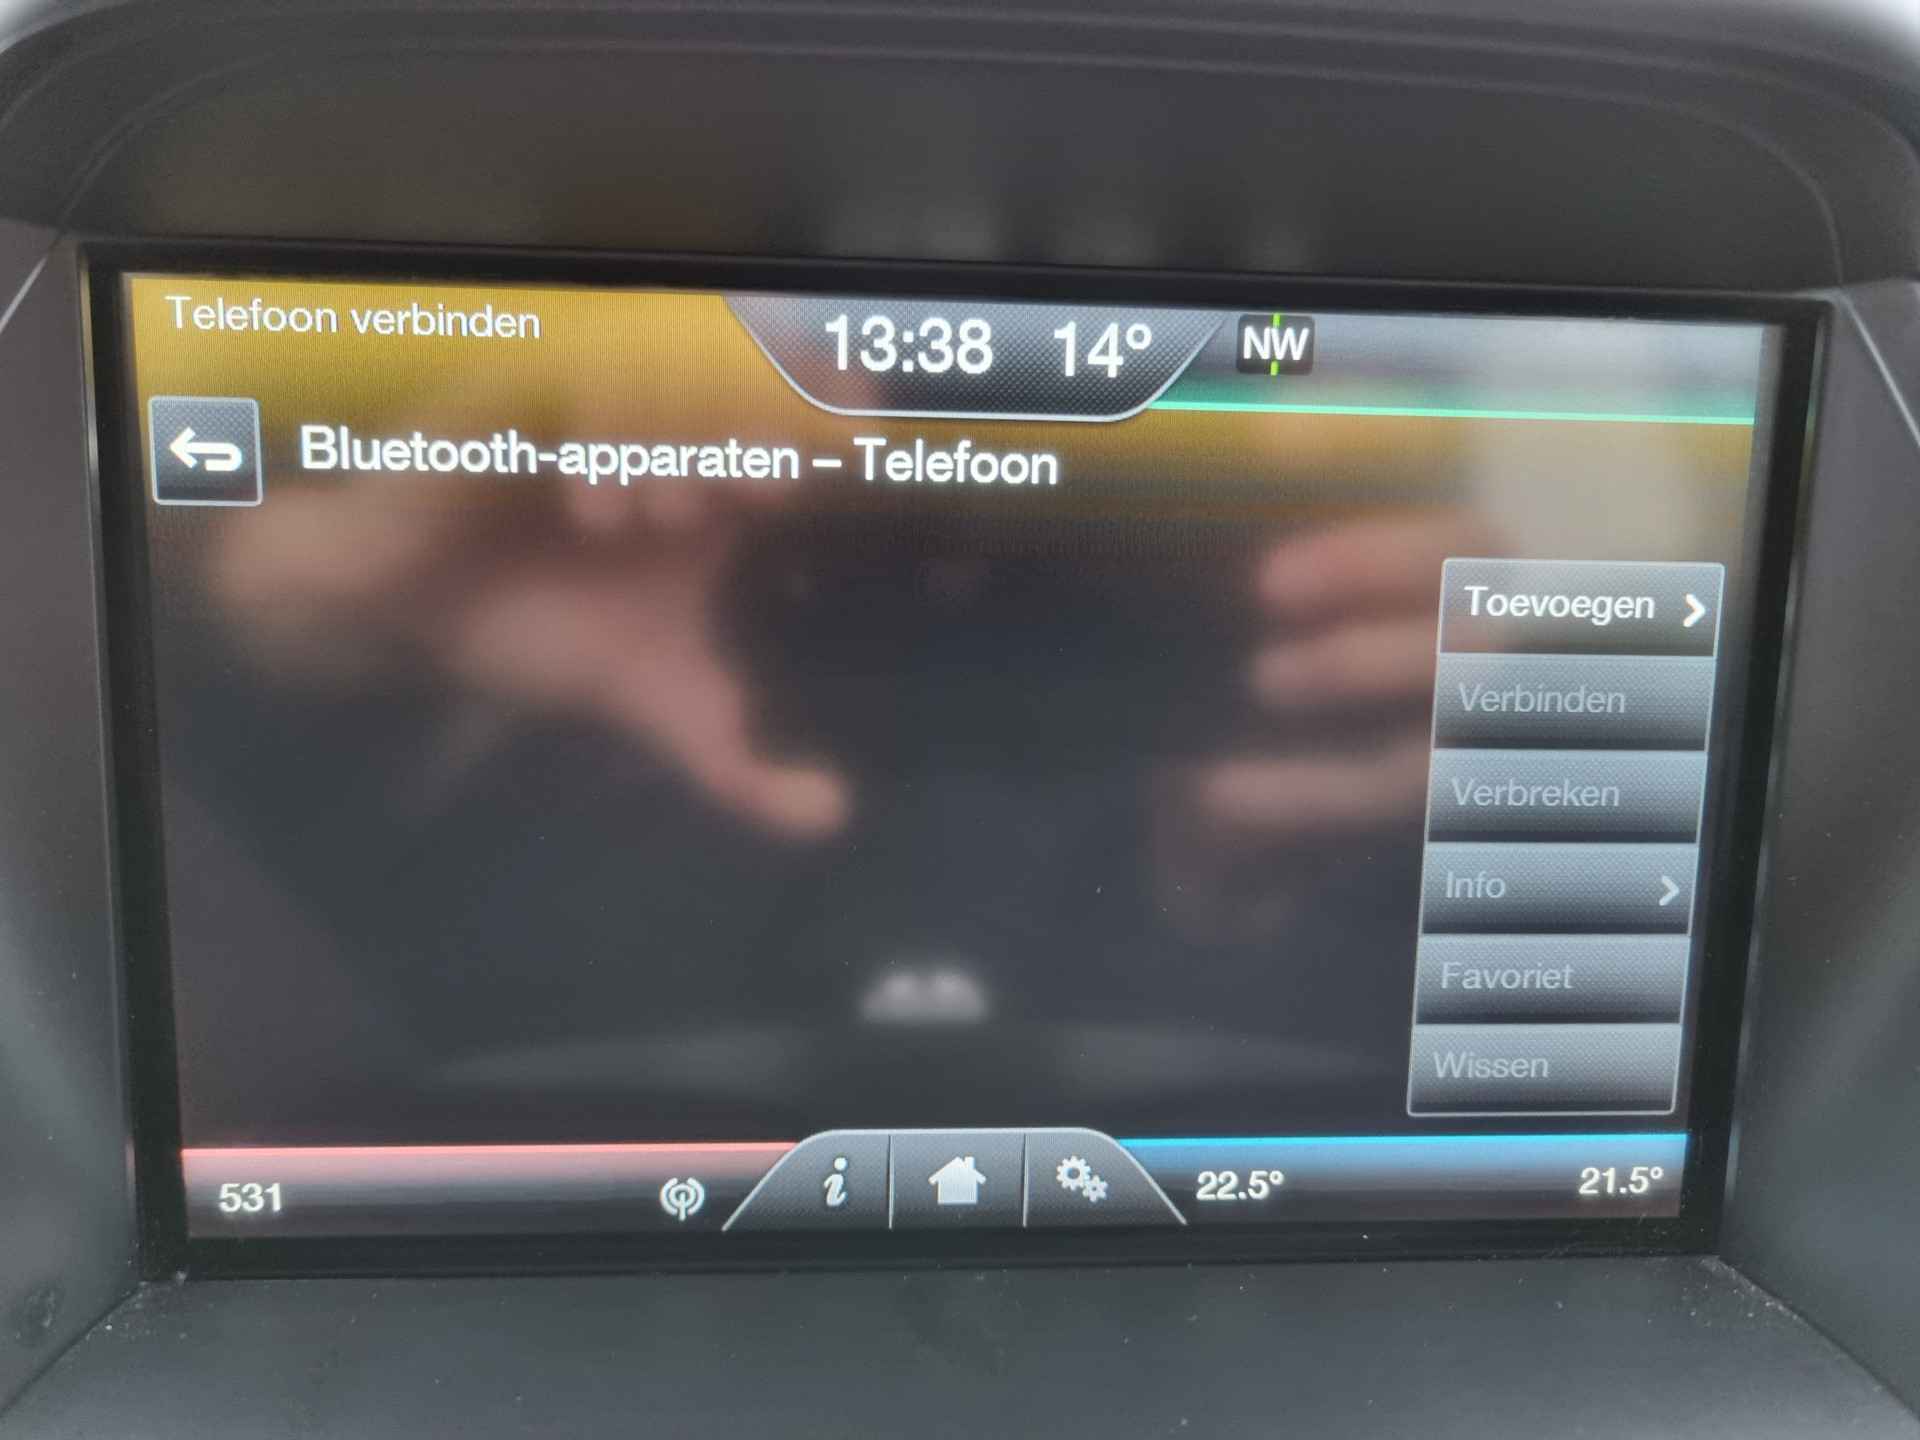 Telefoon verbinden
13:38 14°
NW
Bluetooth-apparaten – Telefoon
Toevoegen
Verbinden
Verbreken
Info
Favoriet
Wissen
531
i
22.5°
21.5°